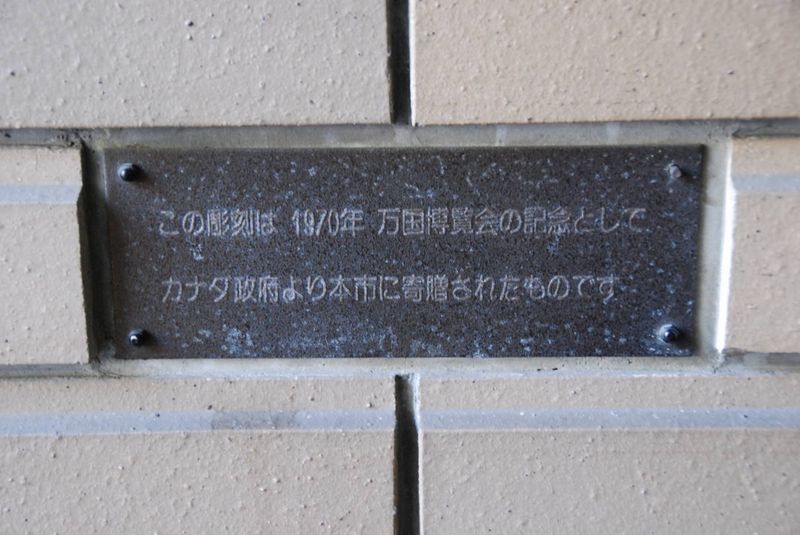 この彫刻は 1970年 万国博覧会の記念として
カナダ政府より本市に寄贈されたものです